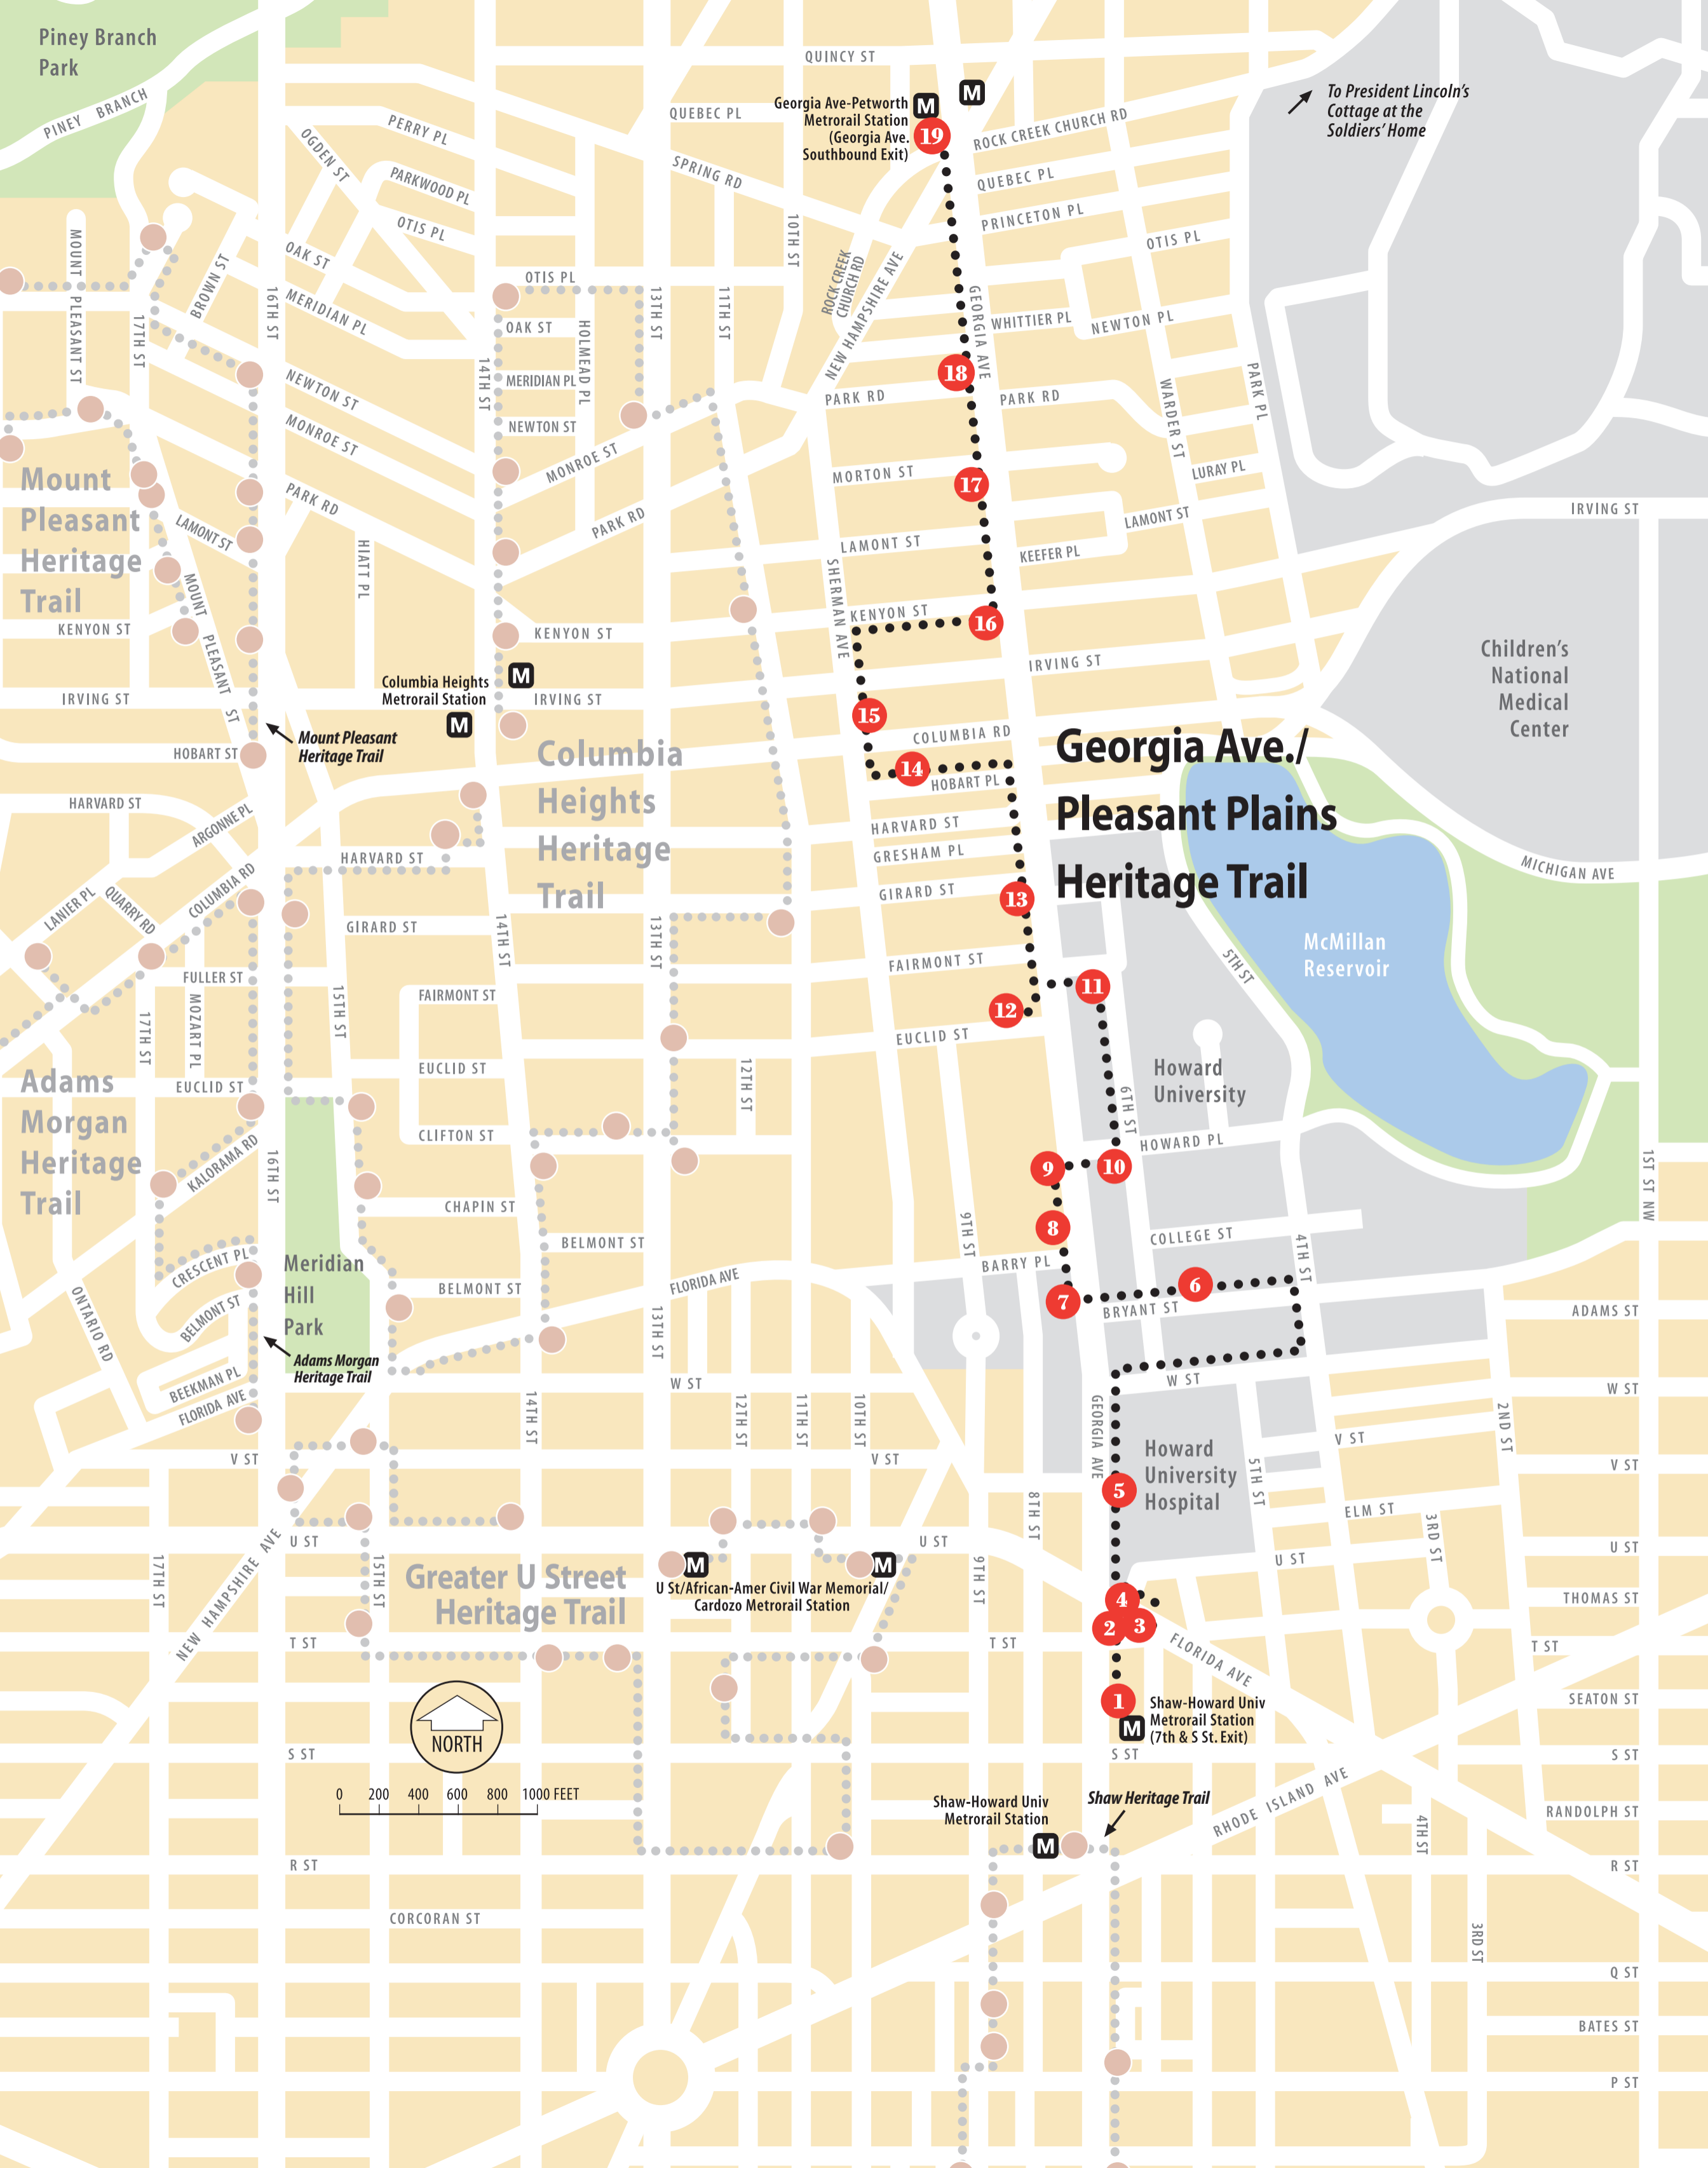 Piney Branch
Park
PINEY BRANCH
QUINCY ST
Georgia Ave-Petworth
Metrorail Station
(Georgia Ave.
Southbound Exit)
M
M
19
To President Lincoln's
Cottage at the
Soldiers' Home
QUEBEC PL
PERRY PL
OGDEN ST
PARKWOOD PL
OTIS PL
SPRING RD
ROCK CREEK CHURCH RD
QUEBEC PL
PRINCETON PL
OTIS PL
10TH ST
MOUNT PLEASANT ST
17TH ST
BROWN ST
16TH ST
OAK ST
MERIDIAN PL
OTIS PL
OAK ST
HOLMEAD PL
13TH ST
11TH ST
ROCK CREEK
CHURCH RD
NEW HAMPSHIRE AVE
GEORGIA AVE
WHITTIER PL
NEWTON PL
14TH ST
MERIDIAN PL
NEWTON ST
NEWTON ST
MONROE ST
MONROE ST
18
PARK RD
PARK RD
WARDER ST
PARK PL
Mount
Pleasant
Heritage
Trail
PARK RD
PARK RD
LAMONT ST
MORTON ST
17
LURAY PL
LAMONT ST
KEEFER PL
LAMONT ST
IRVING ST
HIATT PL
MOUNT PLEASANT ST
SHERMAN AVE
KENYON ST
KENYON ST
KENYON ST
16
IRVING ST
Children's
National
Medical
Center
Columbia Heights
Metrorail Station
M
M
IRVING ST
IRVING ST
15
COLUMBIA RD
Mount Pleasant
Heritage Trail
HOBART ST
Columbia
Heights
Heritage
Trail
14
HOBART PL
Georgia Ave./
Pleasant Plains
Heritage Trail
HARVARD ST
ARGONNE PL
HARVARD ST
HARVARD ST
GRESHAM PL
GIRARD ST
13
MICHIGAN AVE
LANIER PL
QUARRY RD
COLUMBIA RD
GIRARD ST
14TH ST
13TH ST
McMillan
Reservoir
5TH ST
FULLER ST
MOZART PL
17TH ST
15TH ST
FAIRMONT ST
FAIRMONT ST
11
12
EUCLID ST
EUCLID ST
EUCLID ST
12TH ST
Howard
University
6TH ST
Adams
Morgan
Heritage
Trail
KALORAMA RD
16TH ST
CLIFTON ST
HOWARD PL
10
9
1ST ST NW
CHAPIN ST
8
9TH ST
COLLEGE ST
4TH ST
CRESCENT PL
Meridian
Hill
Park
BELMONT ST
BELMONT ST
FLORIDA AVE
BARRY PL
6
7
BRYANT ST
ADAMS ST
ONTARIO RD
BELMONT ST
13TH ST
Adams Morgan
Heritage Trail
BEEKMAN PL
FLORIDA AVE
W ST
W ST
W ST
14TH ST
12TH ST
11TH ST
10TH ST
GEORGIA AVE
2ND ST
V ST
V ST
V ST
V ST
Howard
University
Hospital
5
5TH ST
8TH ST
ELM ST
3RD ST
U ST
U ST
U ST
U ST
NEW HAMPSHIRE AVE
17TH ST
15TH ST
Greater U Street
Heritage Trail
M
M
U St/African-Amer Civil War Memorial/
Cardozo Metrorail Station
9TH ST
THOMAS ST
4
2
3
T ST
T ST
T ST
FLORIDA AVE
1
Shaw-Howard Univ
Metrorail Station
(7th & S St. Exit)
M
SEATON ST
NORTH
S ST
S ST
S ST
0 200 400 600 800 1000 FEET
Shaw-Howard Univ
Metrorail Station
M
Shaw Heritage Trail
RHODE ISLAND AVE
4TH ST
RANDOLPH ST
R ST
R ST
CORCORAN ST
3RD ST
Q ST
BATES ST
P ST